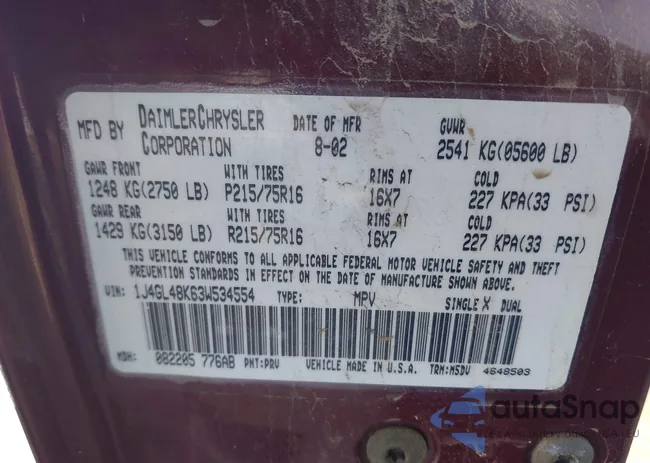 MFD BY DAIMLERCHRYSLER CORPORATION DATE OF MFR 8-02 GVWR 2541 KG(05600 LB)
GAWR FRONT WITH TIRES RIMS AT COLD
1248 KG(2750 LB) P215/75R16 16X7 227 KPA(33 PSI)
GAWR REAR WITH TIRES RIMS AT COLD
1429 KG(3150 LB) R215/75R16 16X7 227 KPA(33 PSI)
THIS VEHICLE CONFORMS TO ALL APPLICABLE FEDERAL MOTOR VEHICLE SAFETY AND THEFT
PREVENTION STANDARDS IN EFFECT ON THE DATE OF MANUFACTURE SHOWN ABOVE.
VIN: 1J4GL48K63W534554 TYPE: MPV SINGLE X DUAL
MDH: 082205 776AB PNT:PRV VEHICLE MADE IN U.S.A. TRM:MSDV 4648503
autoSnap